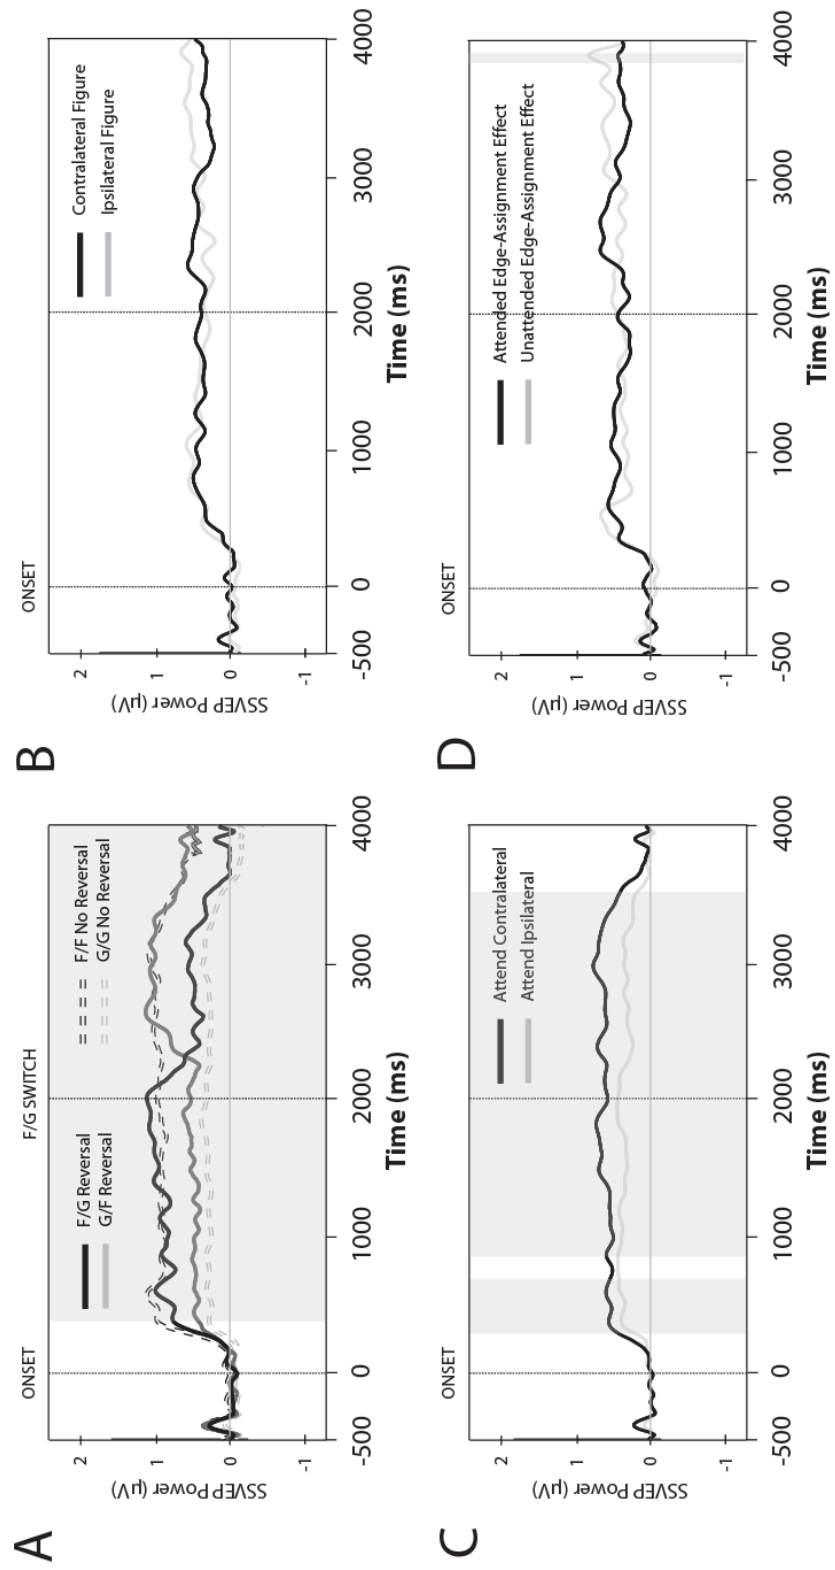 A
ONSET
F/G SWITCH
F/G Reversal
G/F Reversal
F/F No Reversal
G/G No Reversal
SSVEP Power (µV)
2
1
0
-1
-500
0
1000
2000
3000
4000
Time (ms)
B
ONSET
Contralateral Figure
Ipsilateral Figure
SSVEP Power (µV)
2
1
0
-1
-500
0
1000
2000
3000
4000
Time (ms)
C
ONSET
Attend Contralateral
Attend Ipsilateral
SSVEP Power (µV)
2
1
0
-1
-500
0
1000
2000
3000
4000
Time (ms)
D
ONSET
Attended Edge-Assignment Effect
Unattended Edge-Assignment Effect
SSVEP Power (µV)
2
1
0
-1
-500
0
1000
2000
3000
4000
Time (ms)